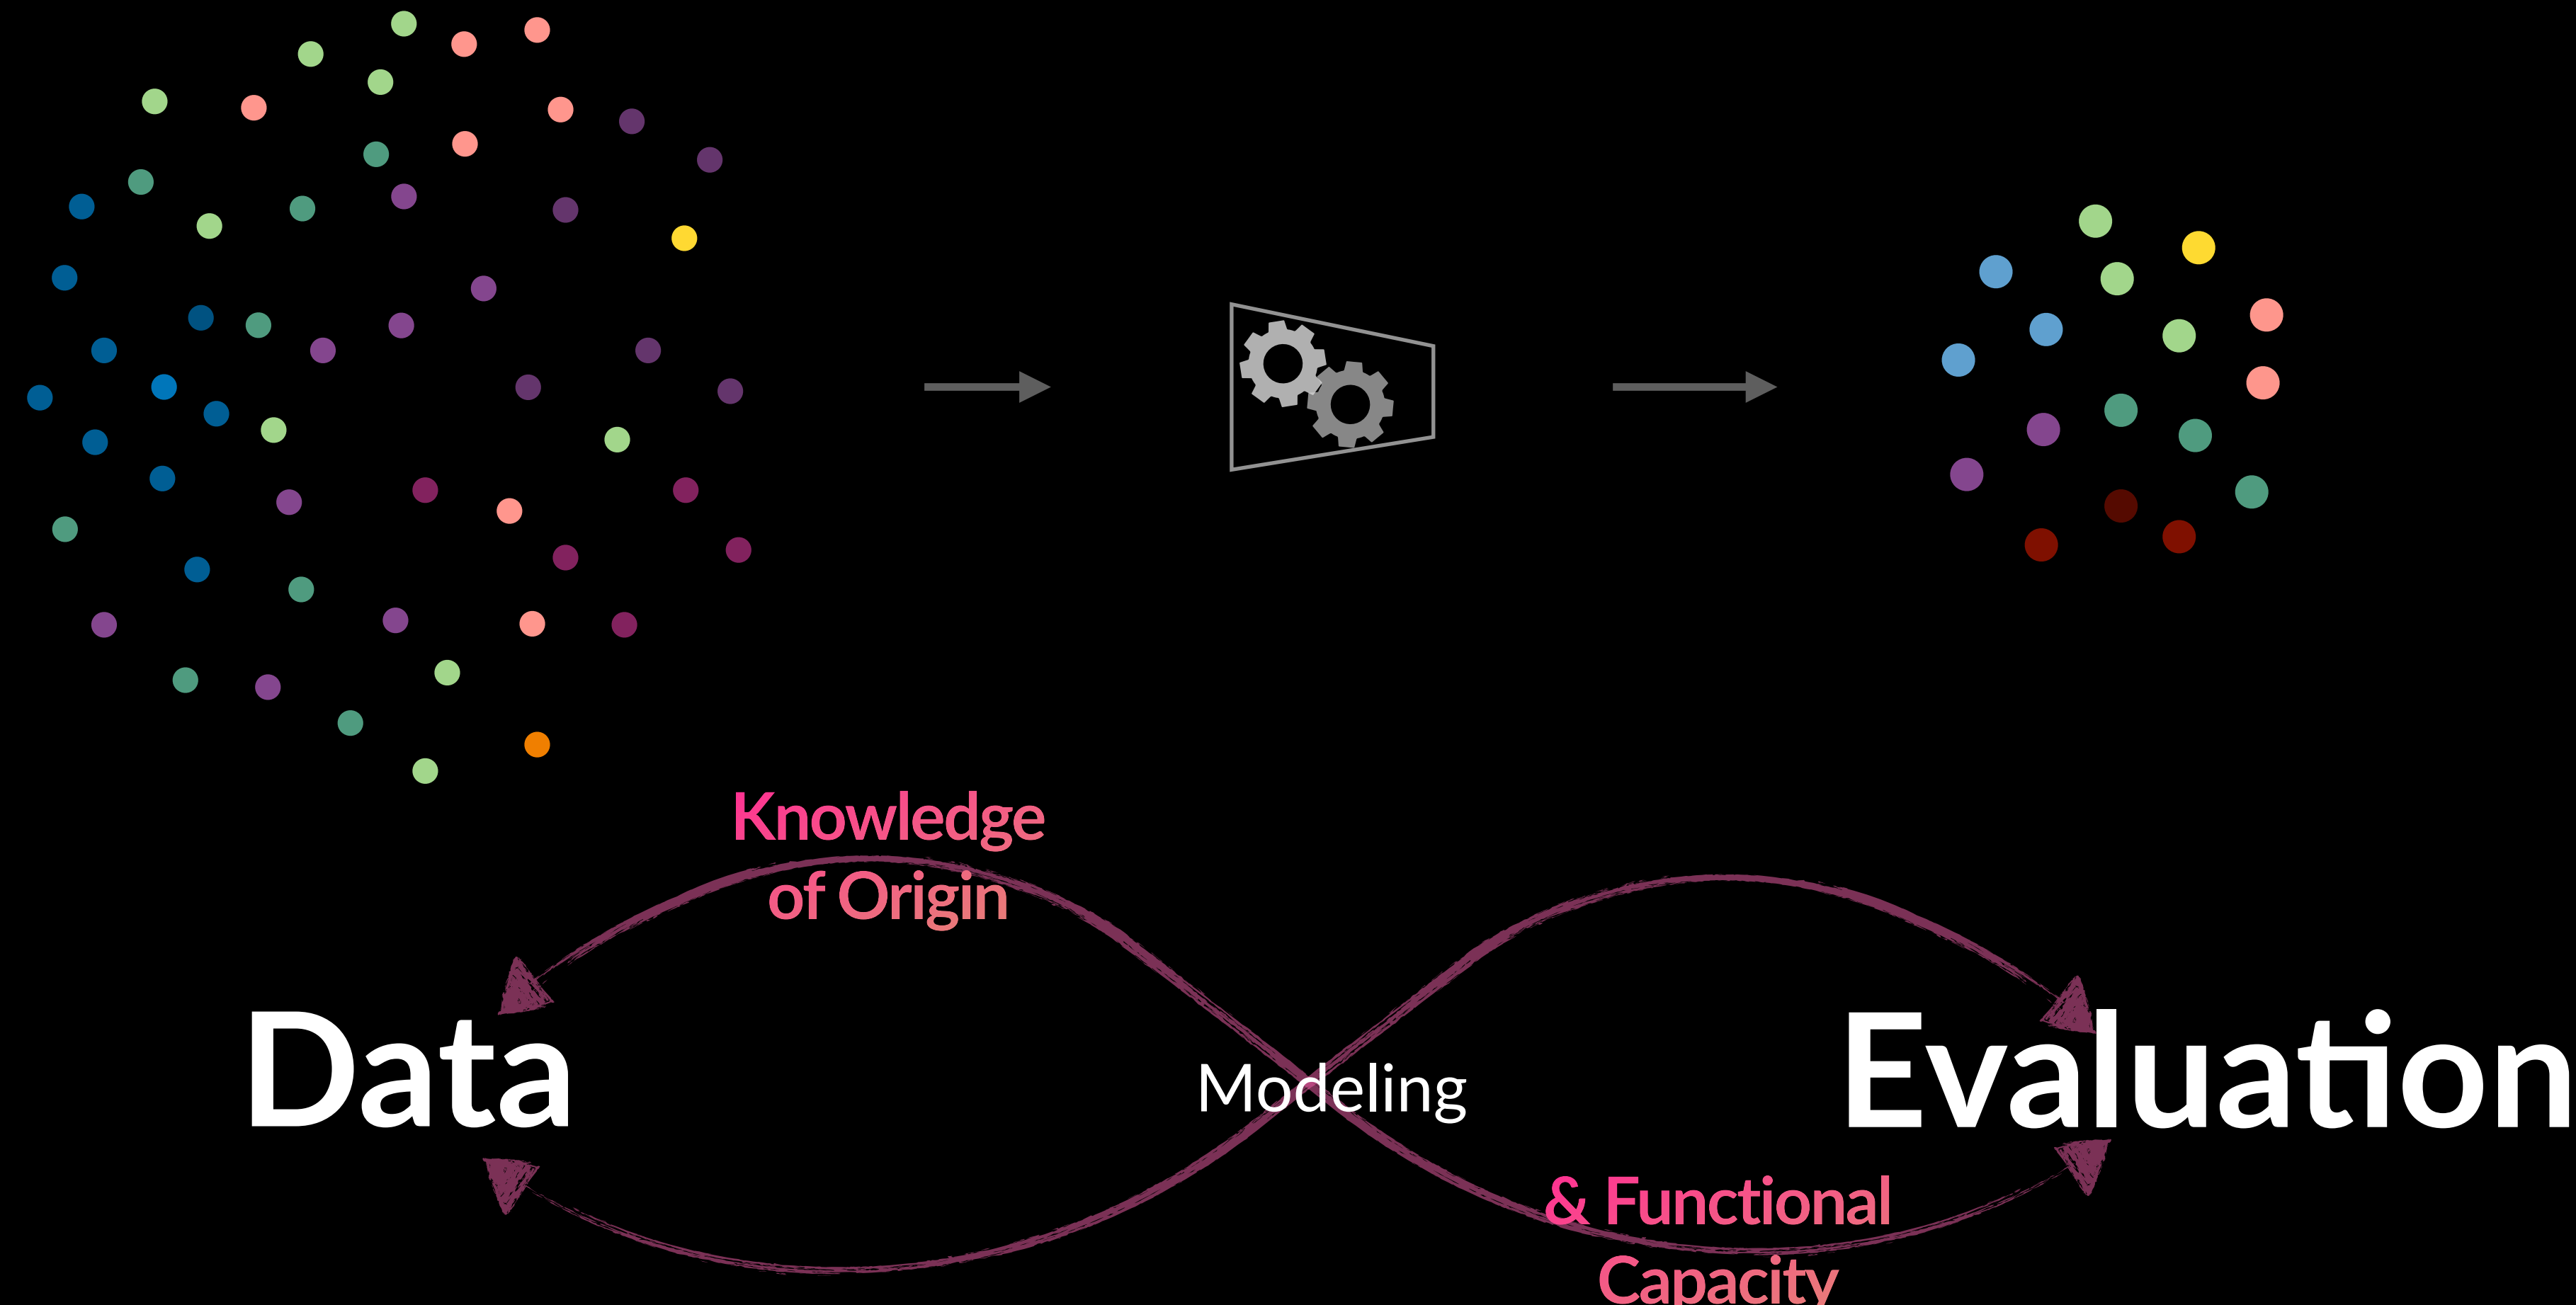 Knowledge
of Origin
Data
Modeling
Evaluation
& Functional
Capacity